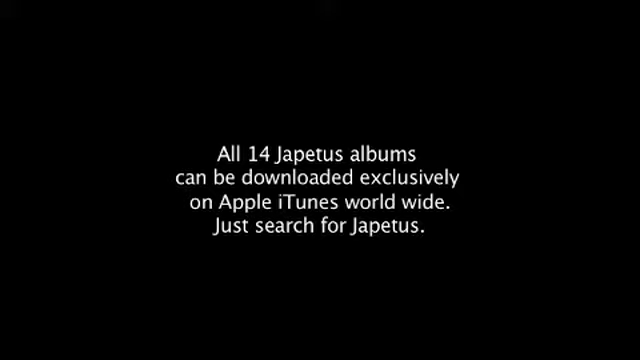 All 14 Japetus albums
can be downloaded exclusively
on Apple iTunes world wide.
Just search for Japetus.